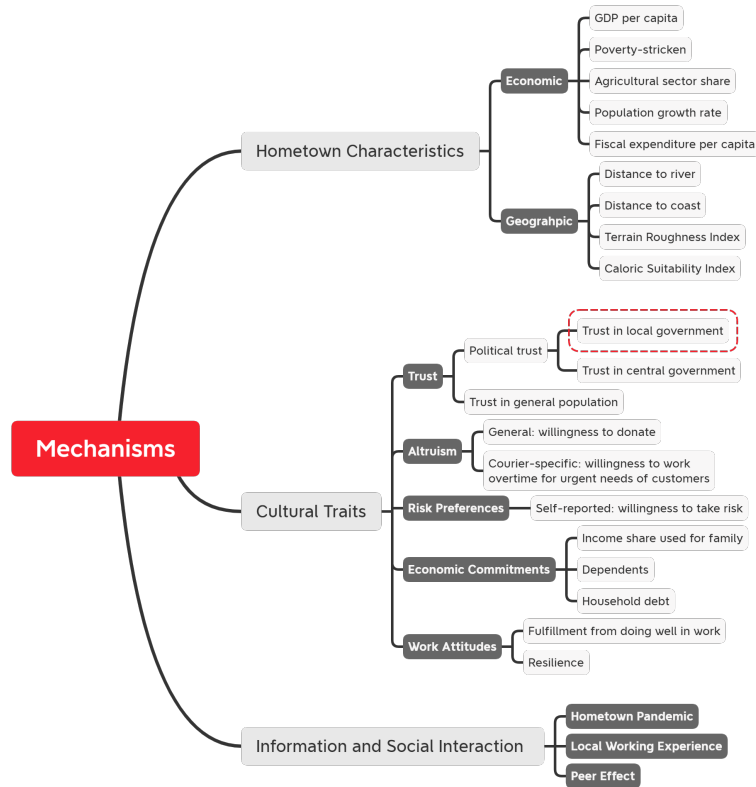 Mechanisms
Hometown Characteristics
Economic
GDP per capita
Poverty-stricken
Agricultural sector share
Population growth rate
Fiscal expenditure per capita
Geograhpic
Distance to river
Distance to coast
Terrain Roughness Index
Caloric Suitability Index
Cultural Traits
Trust
Political trust
Trust in local government
Trust in central government
Trust in general population
Altruism
General: willingness to donate
Courier-specific: willingness to work
overtime for urgent needs of customers
Risk Preferences
Self-reported: willingness to take risk
Economic Commitments
Income share used for family
Dependents
Household debt
Work Attitudes
Fulfillment from doing well in work
Resilience
Information and Social Interaction
Hometown Pandemic
Local Working Experience
Peer Effect